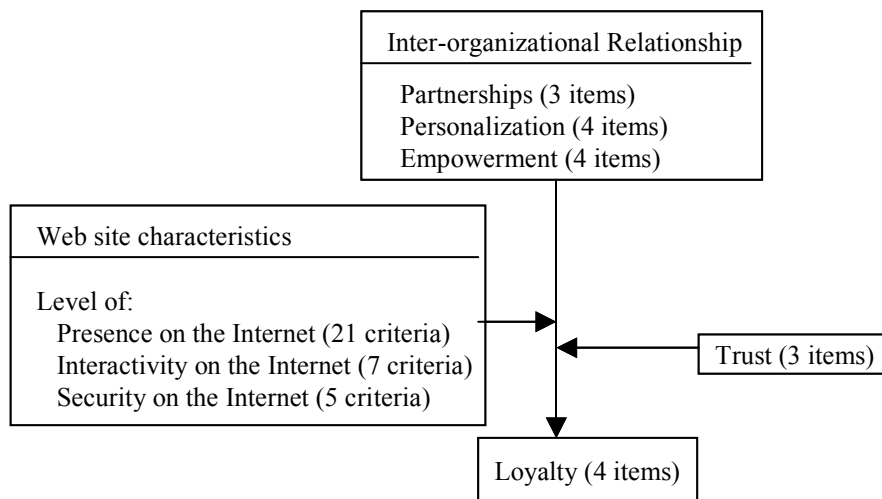 Inter-organizational Relationship
Partnerships (3 items)
Personalization (4 items)
Empowerment (4 items)
Web site characteristics
Level of:
Presence on the Internet (21 criteria)
Interactivity on the Internet (7 criteria)
Security on the Internet (5 criteria)
Trust (3 items)
Loyalty (4 items)